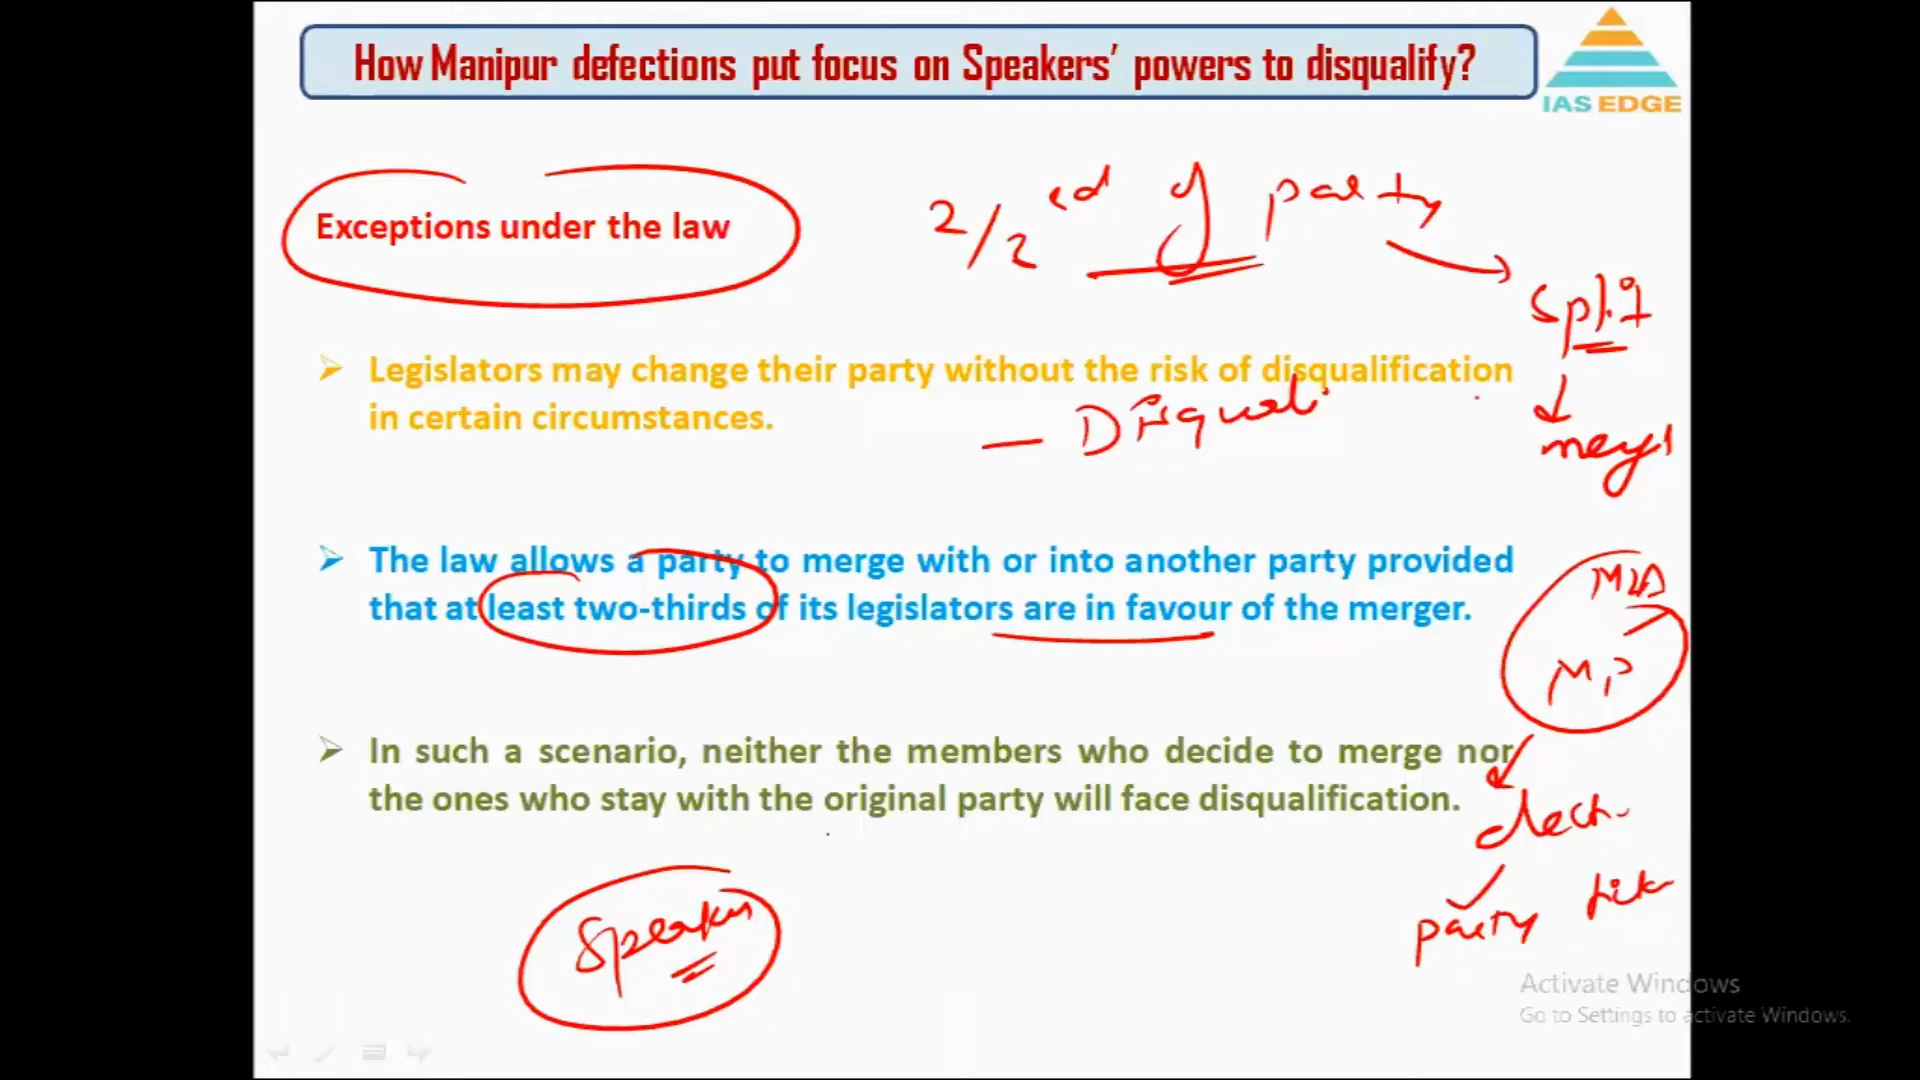 How Manipur defections put focus on Speakers' powers to disqualify?
IAS EDGE
Exceptions under the law
2/2 rd of party
split
Legislators may change their party without the risk of disqualification
in certain circumstances.
— Disquali
The law allows a party to merge with or into another party provided
that at least two-thirds of its legislators are in favour of the merger.
MLA
MP
In such a scenario, neither the members who decide to merge nor
the ones who stay with the original party will face disqualification.
Speaker
party
Activate Windows
Go to Settings to activate Windows.